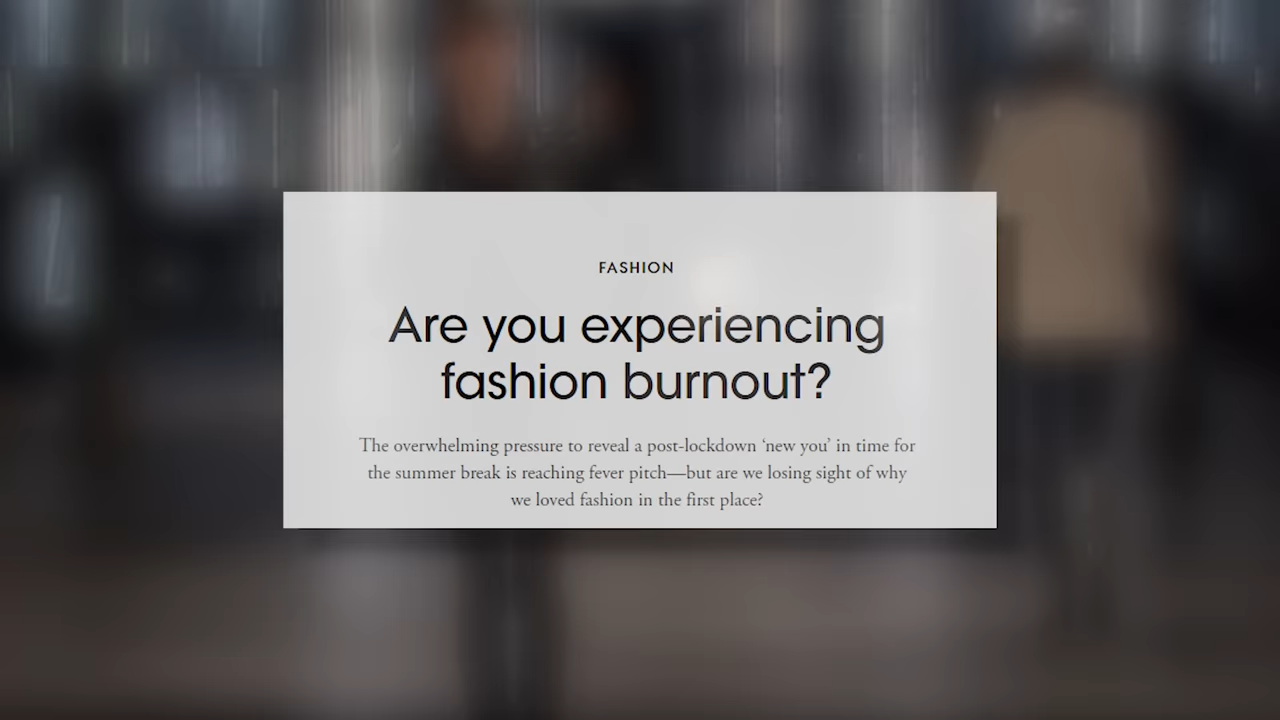 FASHION
Are you experiencing
fashion burnout?
The overwhelming pressure to reveal a post-lockdown ‘new you’ in time for
the summer break is reaching fever pitch—but are we losing sight of why
we loved fashion in the first place?